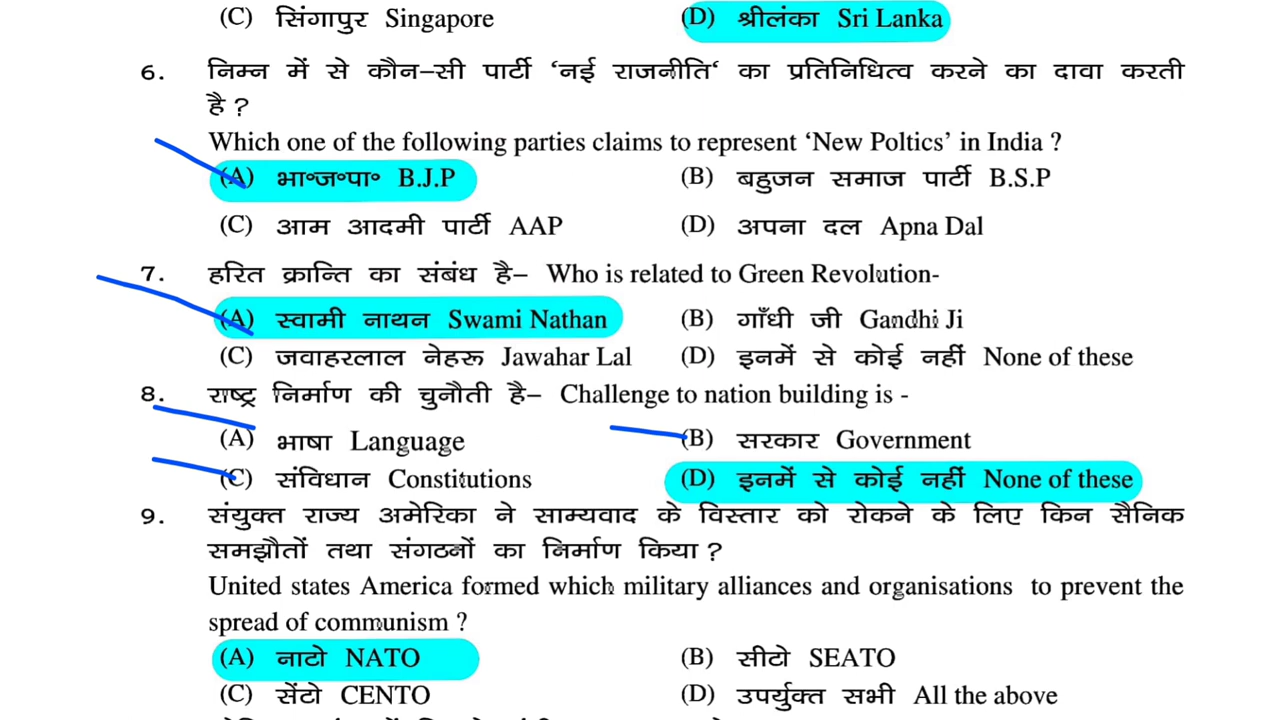 (C) सिंगापुर Singapore (D) श्रीलंका Sri Lanka
6. निम्न में से कौन–सी पार्टी ‘नई राजनीति‘ का प्रतिनिधित्व करने का दावा करती
है ?
Which one of the following parties claims to represent ‘New Poltics’ in India ?
(A) भा॰ज॰पा॰ B.J.P (B) बहुजन समाज पार्टी B.S.P
(C) आम आदमी पार्टी AAP (D) अपना दल Apna Dal
7. हरित क्रान्ति का संबंध है– Who is related to Green Revolution-
(A) स्वामी नाथन Swami Nathan (B) गाँधी जी Gandhi Ji
(C) जवाहरलाल नेहरू Jawahar Lal (D) इनमें से कोई नहीं None of these
8. राष्ट्र निर्माण की चुनौती है– Challenge to nation building is -
(A) भाषा Language (B) सरकार Government
(C) संविधान Constitutions (D) इनमें से कोई नहीं None of these
9. संयुक्त राज्य अमेरिका ने साम्यवाद के विस्तार को रोकने के लिए किन सैनिक
समझौतों तथा संगठनों का निर्माण किया ?
United states America formed which military alliances and organisations to prevent the
spread of communism ?
(A) नाटो NATO (B) सीटो SEATO
(C) सेंटो CENTO (D) उपर्युक्त सभी All the above